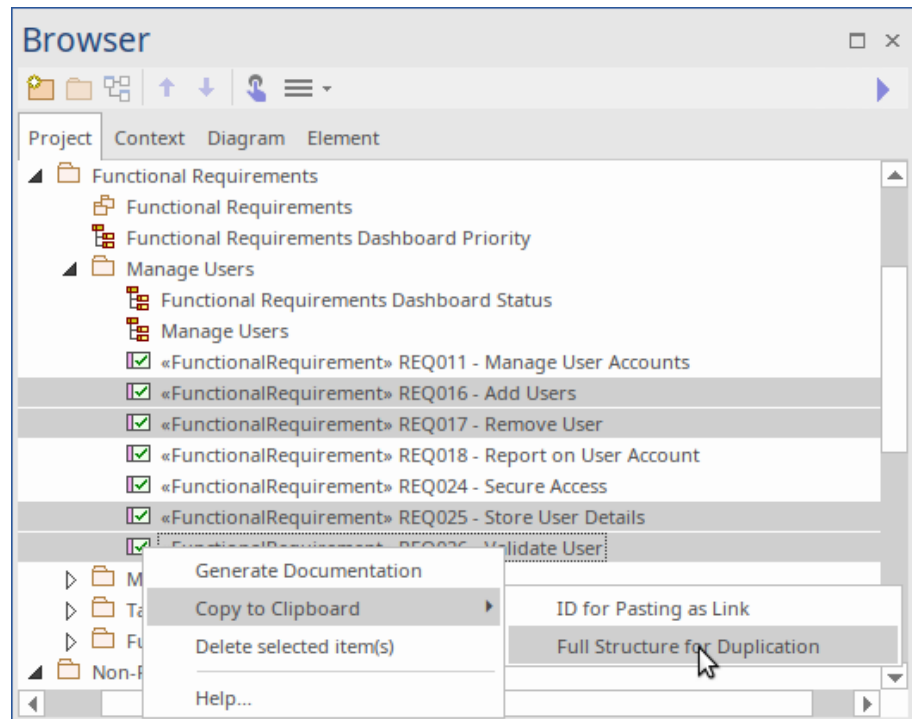 Browser
Project Context Diagram Element
Functional Requirements
Functional Requirements
Functional Requirements Dashboard Priority
Manage Users
Functional Requirements Dashboard Status
Manage Users
«FunctionalRequirement» REQ011 - Manage User Accounts
«FunctionalRequirement» REQ016 - Add Users
«FunctionalRequirement» REQ017 - Remove User
«FunctionalRequirement» REQ018 - Report on User Account
«FunctionalRequirement» REQ024 - Secure Access
«FunctionalRequirement» REQ025 - Store User Details
User
Generate Documentation
Copy to Clipboard
ID for Pasting as Link
Delete selected item(s)
Full Structure for Duplication
Help...